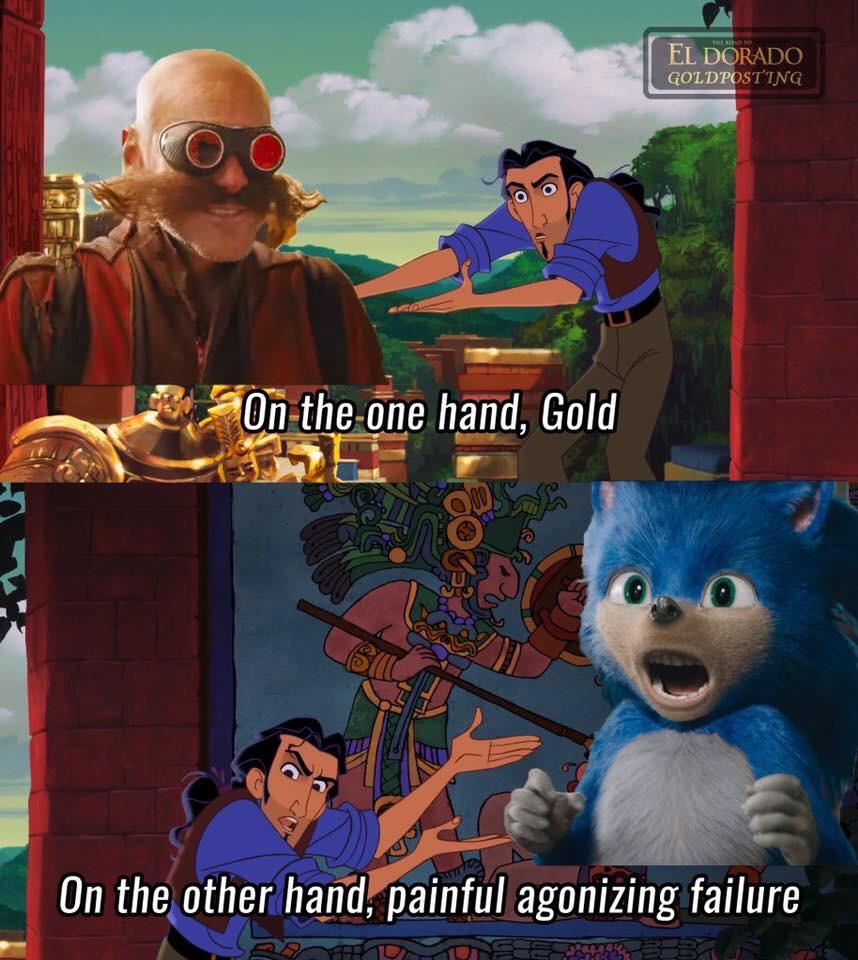 THE ROAD TO
EL DORADO
GOLDPOSTING
On the one hand, Gold
On the other hand, painful agonizing failure